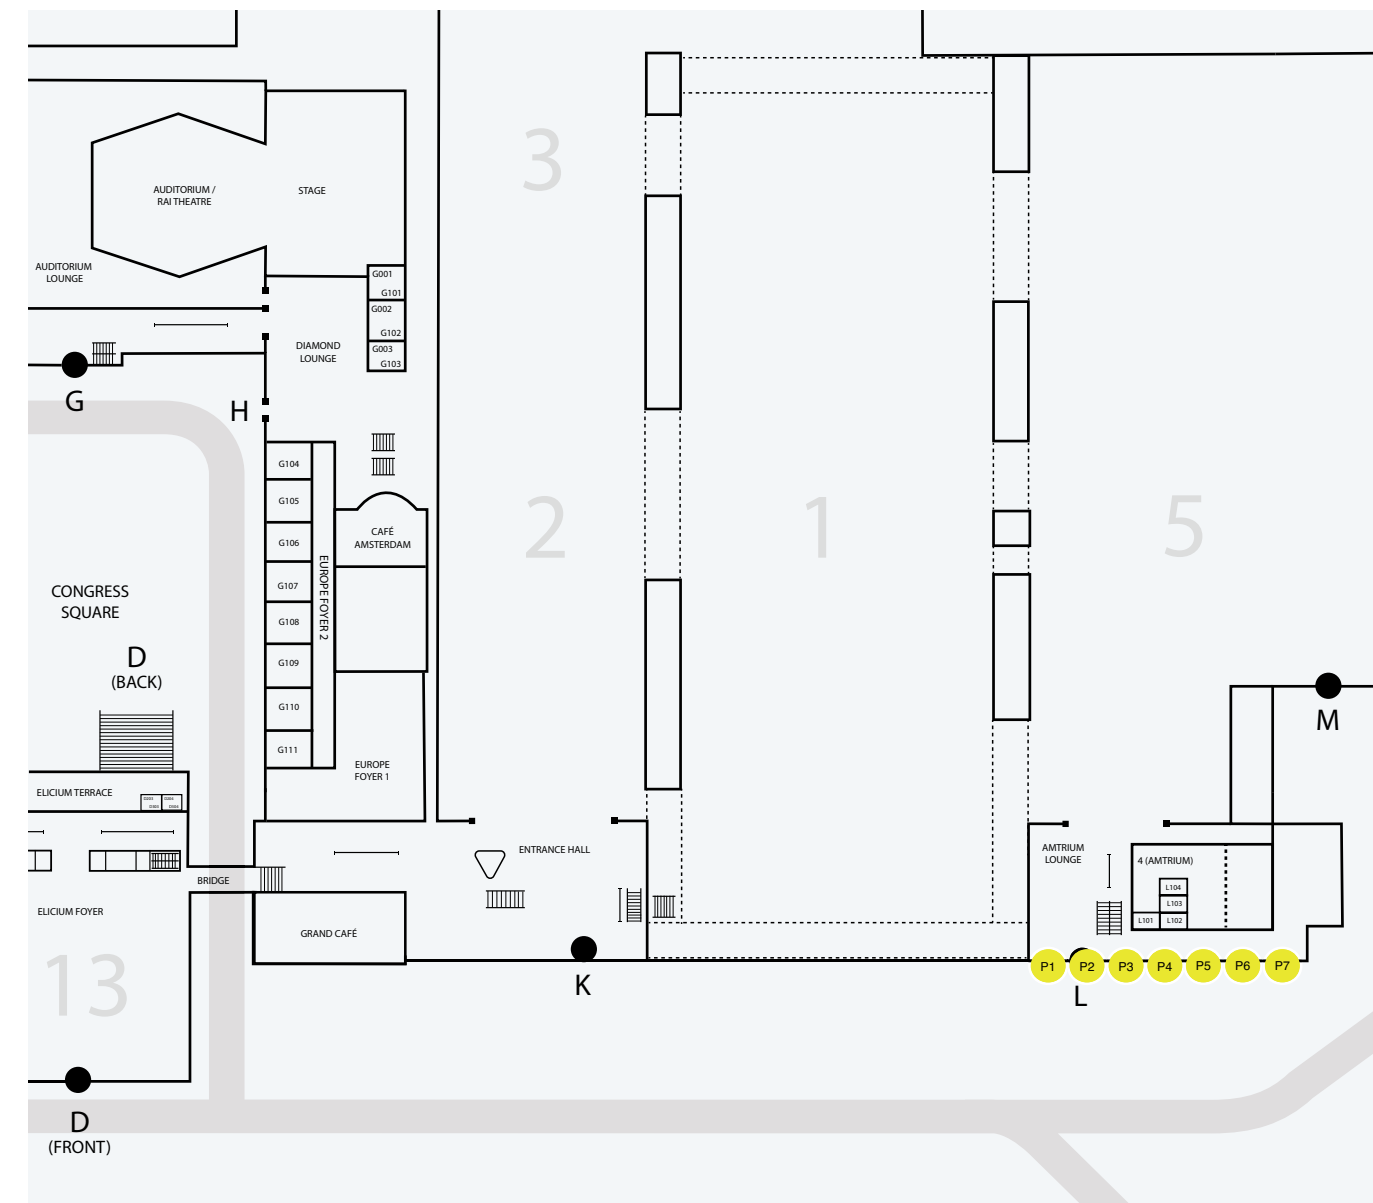 3
AUDITORIUM /
RAI THEATRE
STAGE
AUDITORIUM
LOUNGE
G001
G101
G002
G102
G003
G103
DIAMOND
LOUNGE
G
H
G104
G105
G106
G107
G108
G109
G110
G111
EUROPE FOYER 2
CAFÉ
AMSTERDAM
2
1
5
CONGRESS
SQUARE
D
(BACK)
M
EUROPE
FOYER 1
ELICIUM TERRACE
ENTRANCE HALL
AMTRIUM
LOUNGE
4 (AMTRIUM)
L104
L103
L101
L102
BRIDGE
ELICIUM FOYER
GRAND CAFÉ
13
K
P1
P2
P3
P4
P5
P6
P7
L
D
(FRONT)